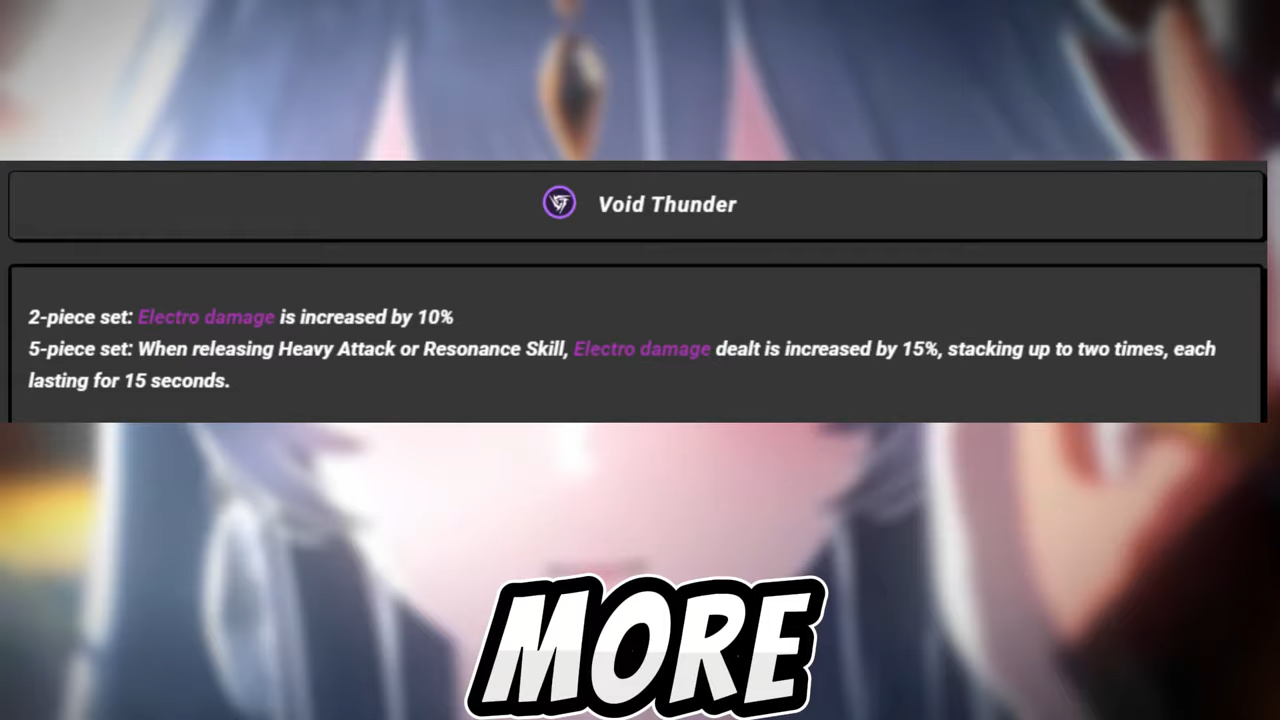 Void Thunder
2-piece set: Electro damage is increased by 10%
5-piece set: When releasing Heavy Attack or Resonance Skill, Electro damage dealt is increased by 15%, stacking up to two times, each
lasting for 15 seconds.
MORE